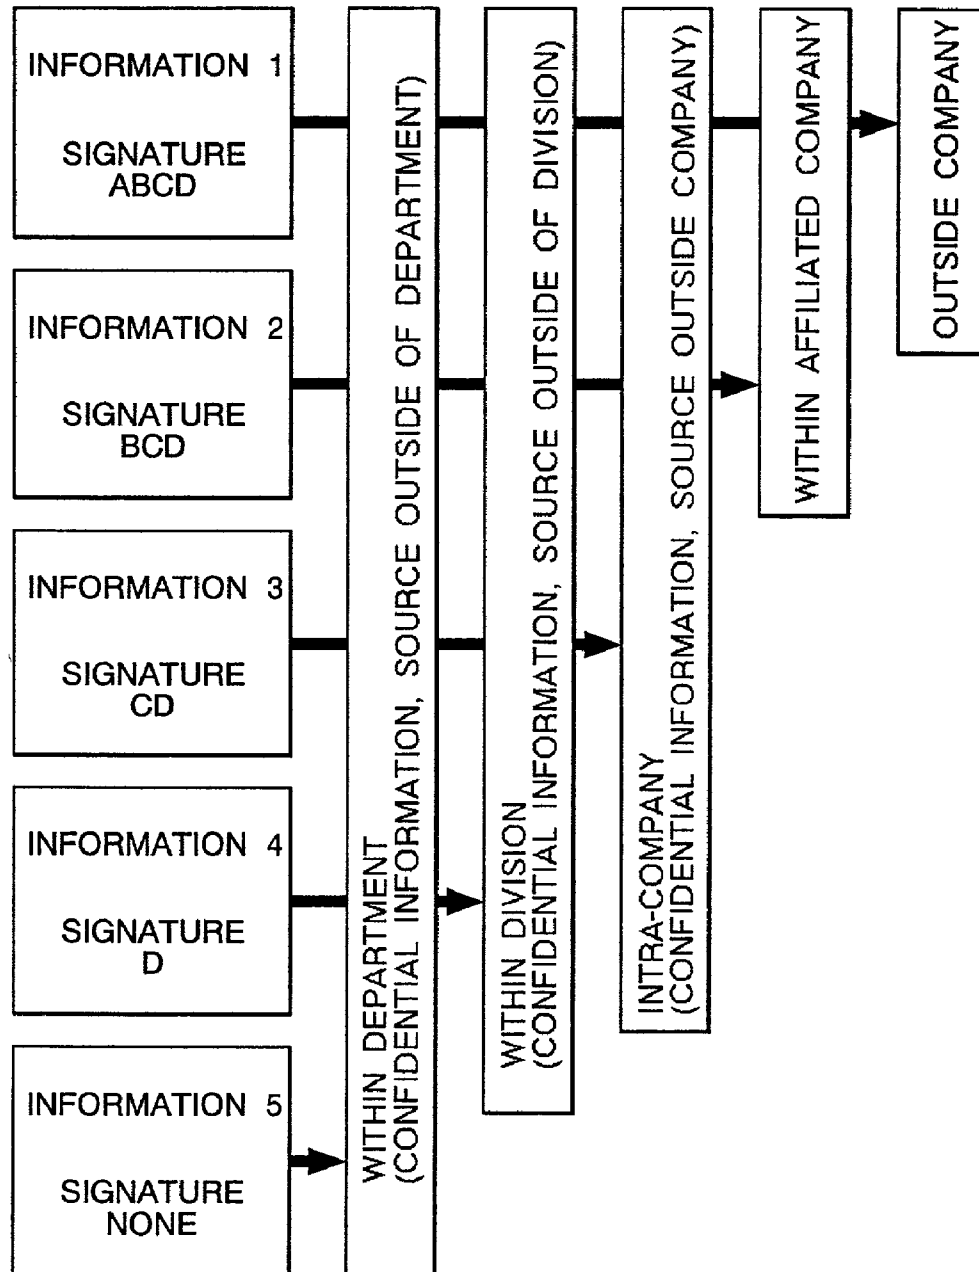 INFORMATION 1
SIGNATURE
ABCD
INFORMATION 2
SIGNATURE
BCD
INFORMATION 3
SIGNATURE
CD
INFORMATION 4
SIGNATURE
D
INFORMATION 5
SIGNATURE
NONE
WITHIN DEPARTMENT
(CONFIDENTIAL INFORMATION, SOURCE OUTSIDE OF DEPARTMENT)
WITHIN DIVISION
(CONFIDENTIAL INFORMATION, SOURCE OUTSIDE OF DIVISION)
INTRA-COMPANY
(CONFIDENTIAL INFORMATION, SOURCE OUTSIDE COMPANY)
WITHIN AFFILIATED COMPANY
OUTSIDE COMPANY